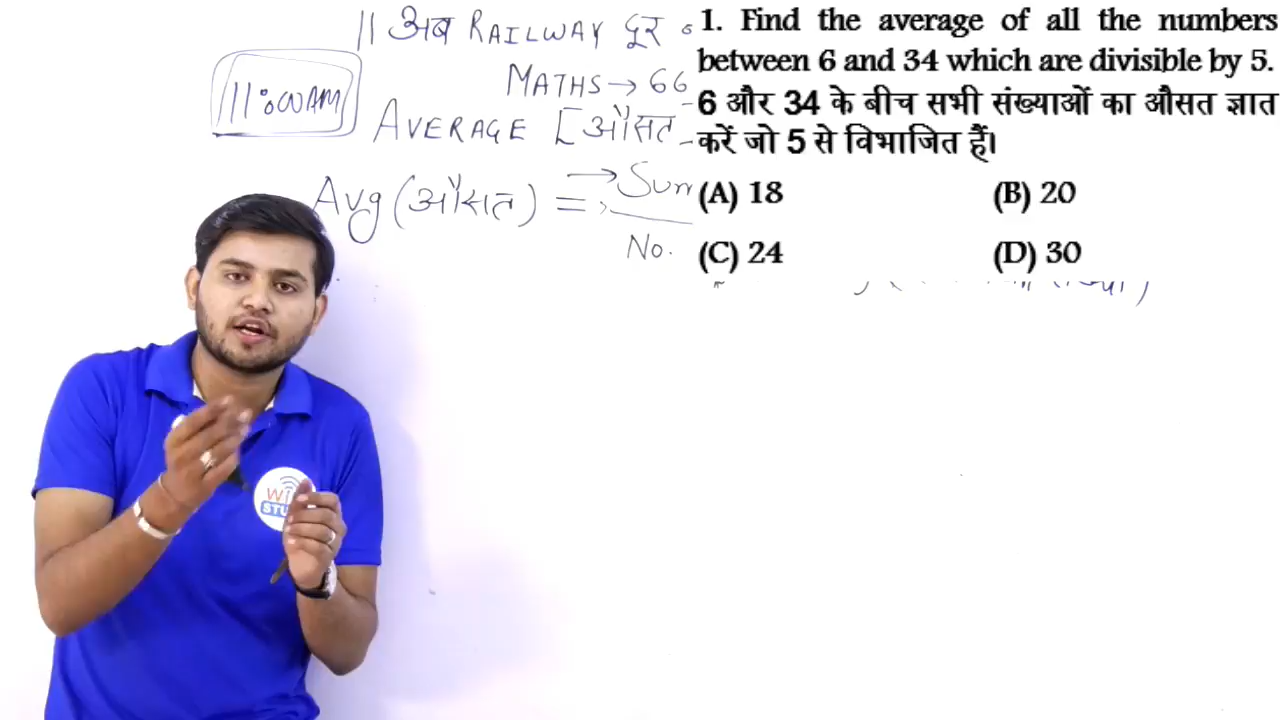 || अब RAILWAY दूर
11:00AM
MATHS → 66
AVERAGE [औसत
Avg (औसत) = → Sum
No.
1. Find the average of all the numbers
between 6 and 34 which are divisible by 5.
6 और 34 के बीच सभी संख्याओं का औसत ज्ञात
करें जो 5 से विभाजित हैं।
(A) 18 (B) 20
(C) 24 (D) 30